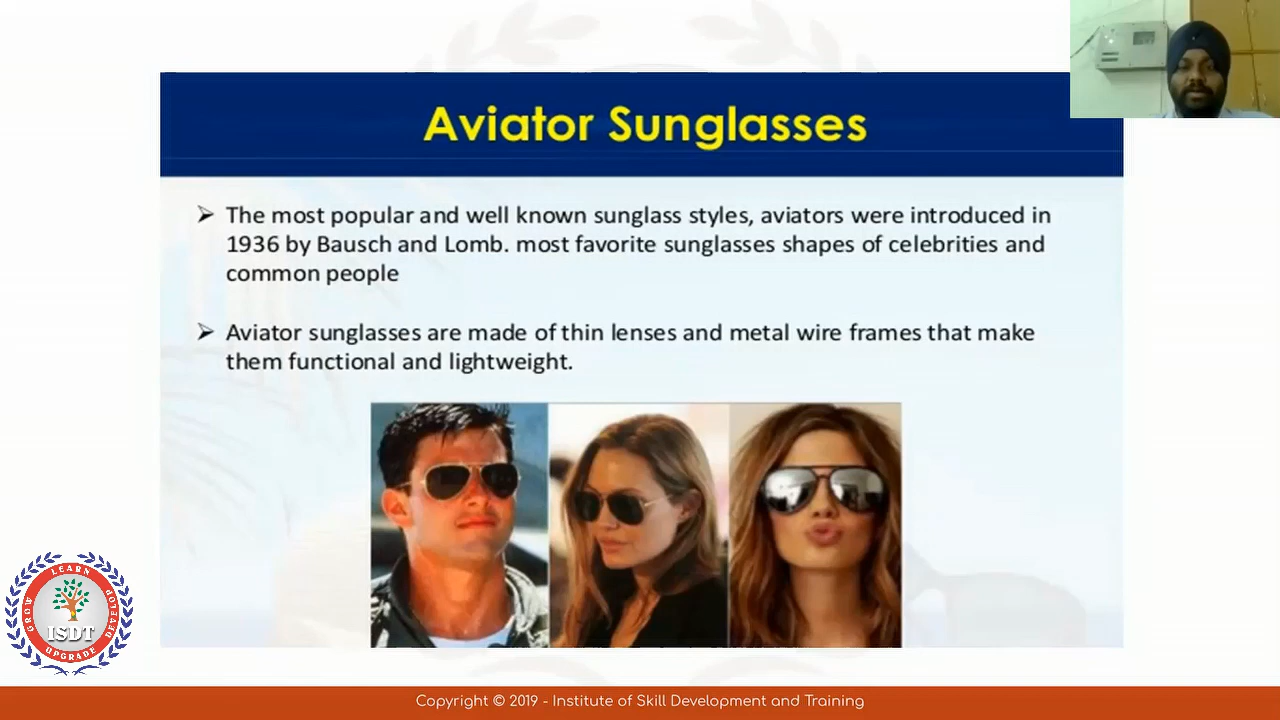 Aviator Sunglasses
The most popular and well known sunglass styles, aviators were introduced in
1936 by Bausch and Lomb. most favorite sunglasses shapes of celebrities and
common people
Aviator sunglasses are made of thin lenses and metal wire frames that make
them functional and lightweight.
LEARN
GROW
DEVELOP
ISDT
UPGRADE
Copyright © 2019 - Institute of Skill Development and Training